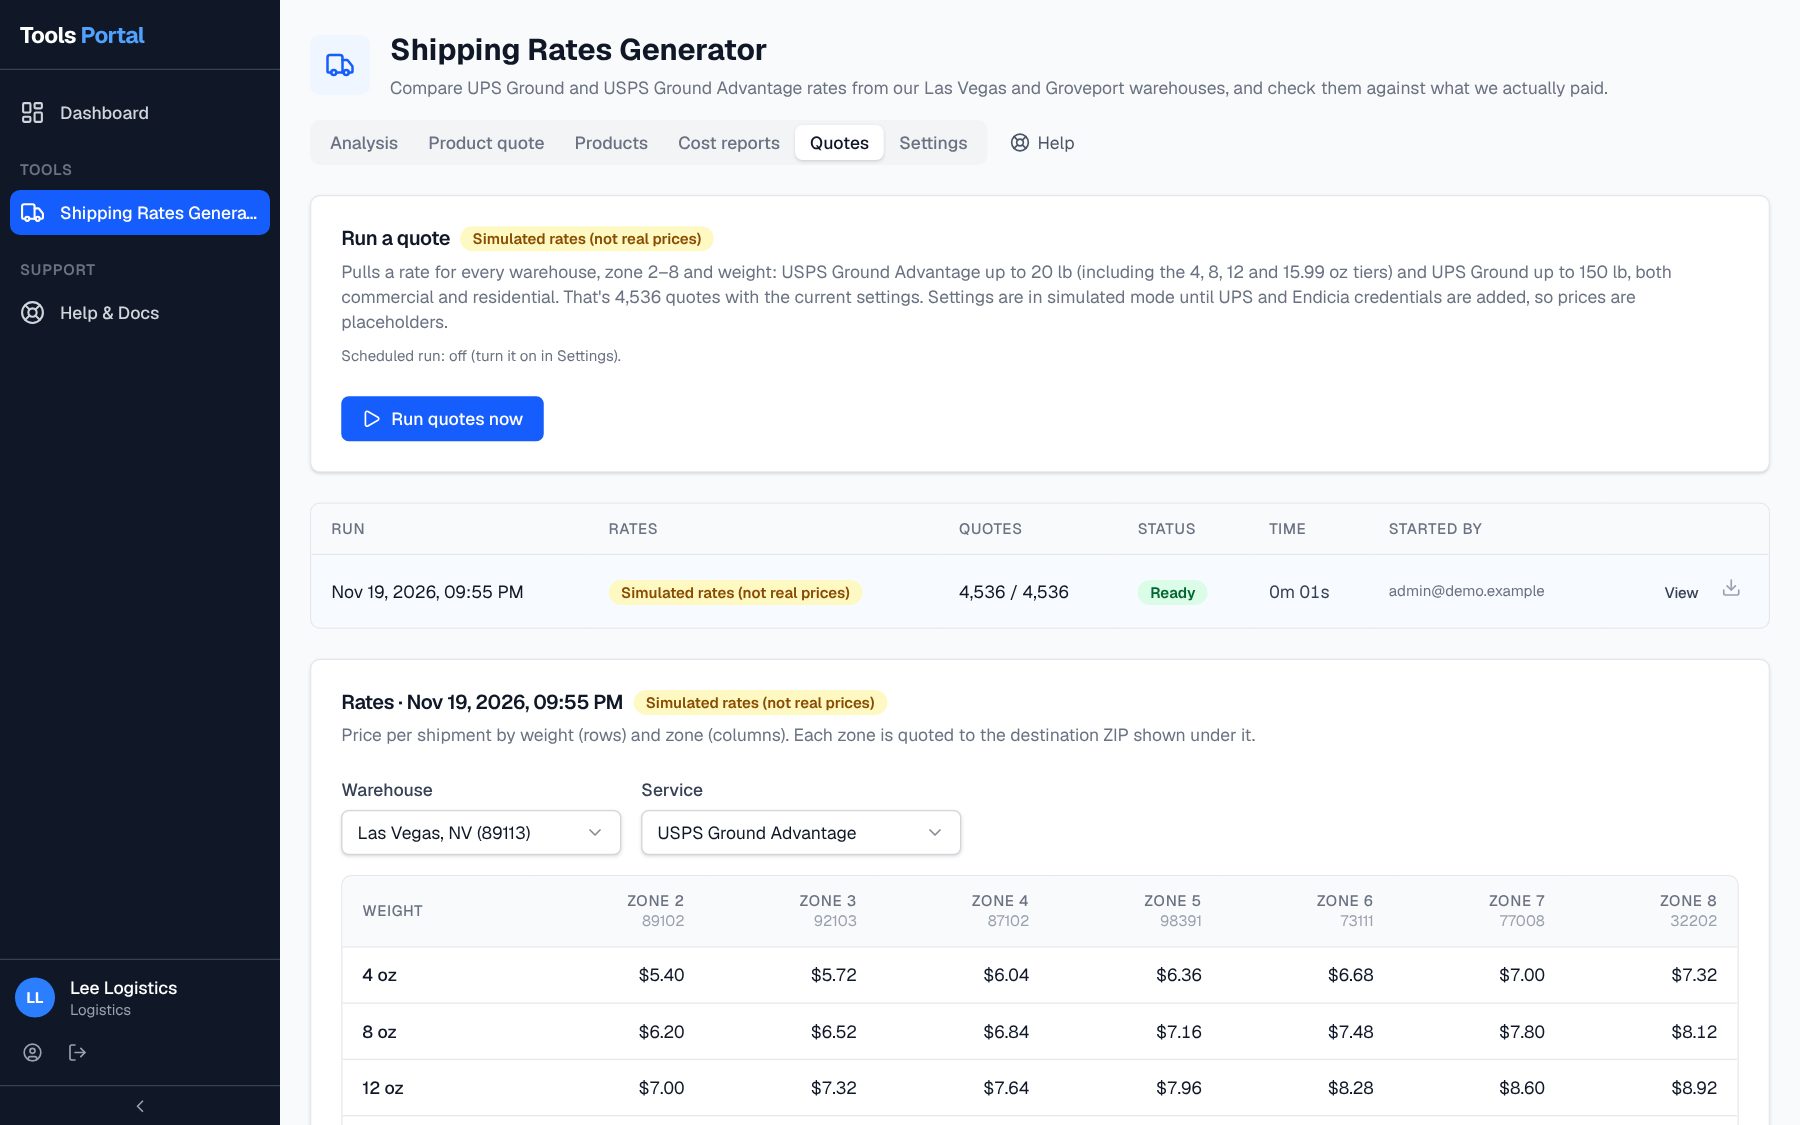 Tools Portal
Dashboard
TOOLS
Shipping Rates Genera...
SUPPORT
Help & Docs
LL
Lee Logistics
Logistics
Shipping Rates Generator
Compare UPS Ground and USPS Ground Advantage rates from our Las Vegas and Groveport warehouses, and check them against what we actually paid.
Analysis Product quote Products Cost reports Quotes Settings Help
Run a quote Simulated rates (not real prices)
Pulls a rate for every warehouse, zone 2–8 and weight: USPS Ground Advantage up to 20 lb (including the 4, 8, 12 and 15.99 oz tiers) and UPS Ground up to 150 lb, both
commercial and residential. That's 4,536 quotes with the current settings. Settings are in simulated mode until UPS and Endicia credentials are added, so prices are
placeholders.
Scheduled run: off (turn it on in Settings).
Run quotes now
RUN RATES QUOTES STATUS TIME STARTED BY
Nov 19, 2026, 09:55 PM Simulated rates (not real prices) 4,536 / 4,536 Ready 0m 01s admin@demo.example View
Rates · Nov 19, 2026, 09:55 PM Simulated rates (not real prices)
Price per shipment by weight (rows) and zone (columns). Each zone is quoted to the destination ZIP shown under it.
Warehouse Service
Las Vegas, NV (89113) USPS Ground Advantage
WEIGHT ZONE 2 ZONE 3 ZONE 4 ZONE 5 ZONE 6 ZONE 7 ZONE 8
89102 92103 87102 98391 73111 77008 32202
4 oz $5.40 $5.72 $6.04 $6.36 $6.68 $7.00 $7.32
8 oz $6.20 $6.52 $6.84 $7.16 $7.48 $7.80 $8.12
12 oz $7.00 $7.32 $7.64 $7.96 $8.28 $8.60 $8.92